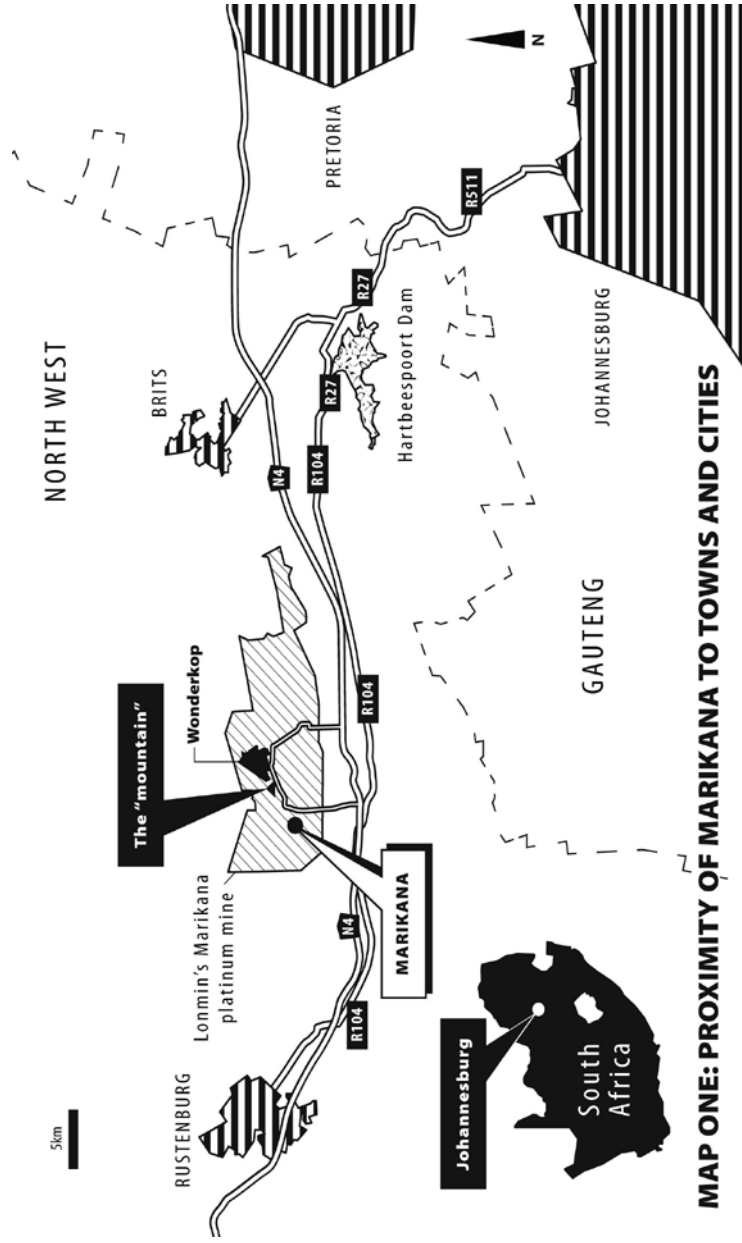 5km
NORTH WEST
RUSTENBURG
Lonmin's Marikana
platinum mine
The "mountain"
Wonderkop
BRITS
N4
R104
N4
R104
R104
R27
R27
R511
MARIKANA
Hartbeespoort Dam
PRETORIA
N
Johannesburg
South
Africa
GAUTENG
JOHANNESBURG
MAP ONE: PROXIMITY OF MARIKANA TO TOWNS AND CITIES